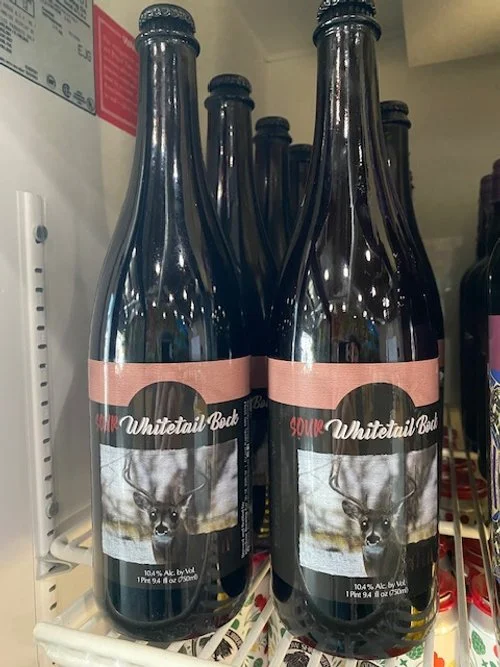 EJG
SOUR Whitetail Bock
10.4% Alc. by Vol.
1 Pint 9.4 fl oz (750ml)
SOUR Whitetail Bock
10.4% Alc. by Vol.
1 Pint 9.4 fl oz (750ml)